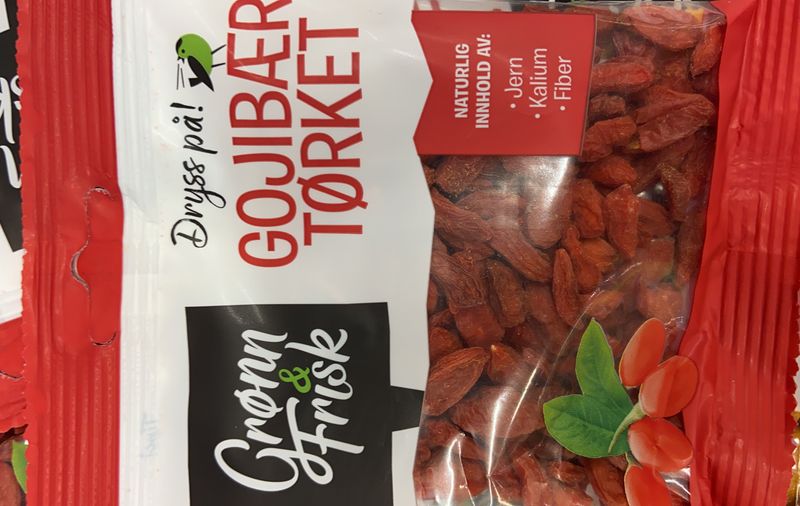 Grønn
&
Frisk
Dryss på!
GOJIBÆR
TØRKET
NATURLIG
INNHOLD AV:
• Jern
• Kalium
• Fiber